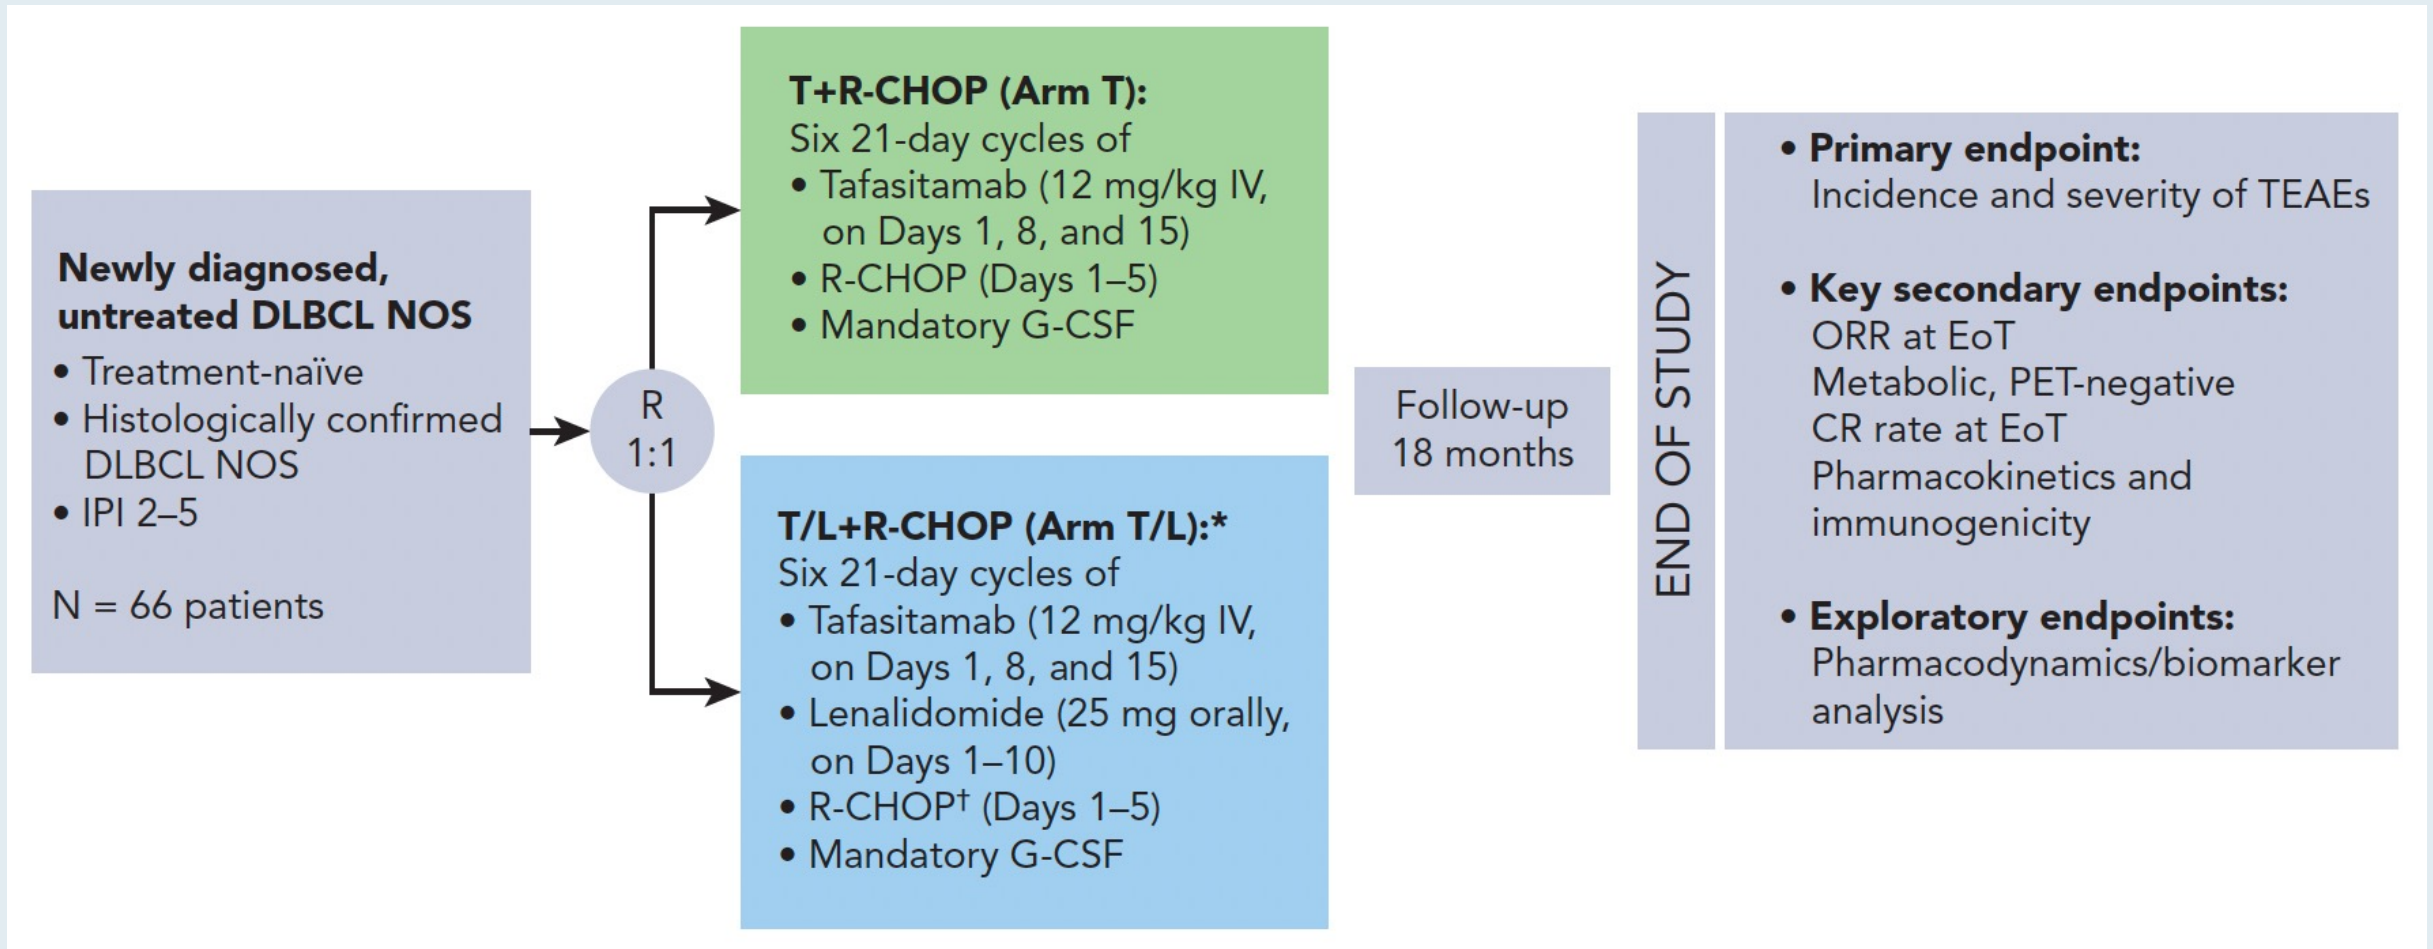 Newly diagnosed,
untreated DLBCL NOS
• Treatment-naïve
• Histologically confirmed
DLBCL NOS
• IPI 2–5
N = 66 patients
R
1:1
T+R-CHOP (Arm T):
Six 21-day cycles of
• Tafasitamab (12 mg/kg IV,
on Days 1, 8, and 15)
• R-CHOP (Days 1–5)
• Mandatory G-CSF
T/L+R-CHOP (Arm T/L):*
Six 21-day cycles of
• Tafasitamab (12 mg/kg IV,
on Days 1, 8, and 15)
• Lenalidomide (25 mg orally,
on Days 1–10)
• R-CHOP† (Days 1–5)
• Mandatory G-CSF
Follow-up
18 months
END OF STUDY
• Primary endpoint:
Incidence and severity of TEAEs
• Key secondary endpoints:
ORR at EoT
Metabolic, PET-negative
CR rate at EoT
Pharmacokinetics and
immunogenicity
• Exploratory endpoints:
Pharmacodynamics/biomarker
analysis